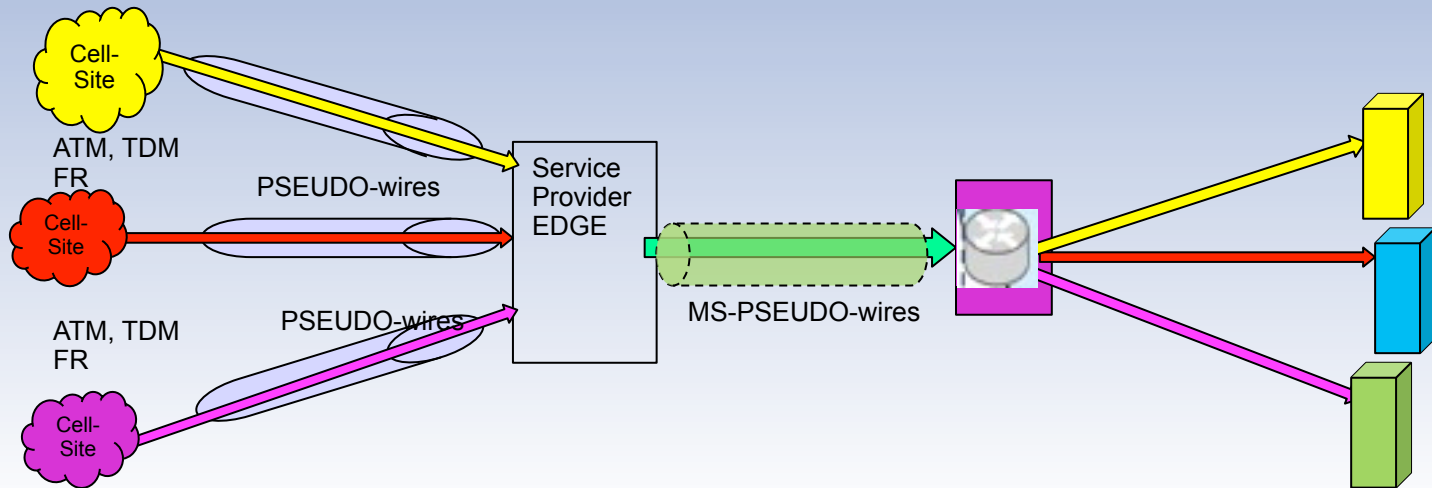 Cell-
Site
ATM, TDM
FR
PSEUDO-wires
Cell-
Site
Service
Provider
EDGE
MS-PSEUDO-wires
PSEUDO-wires
ATM, TDM
FR
Cell-
Site